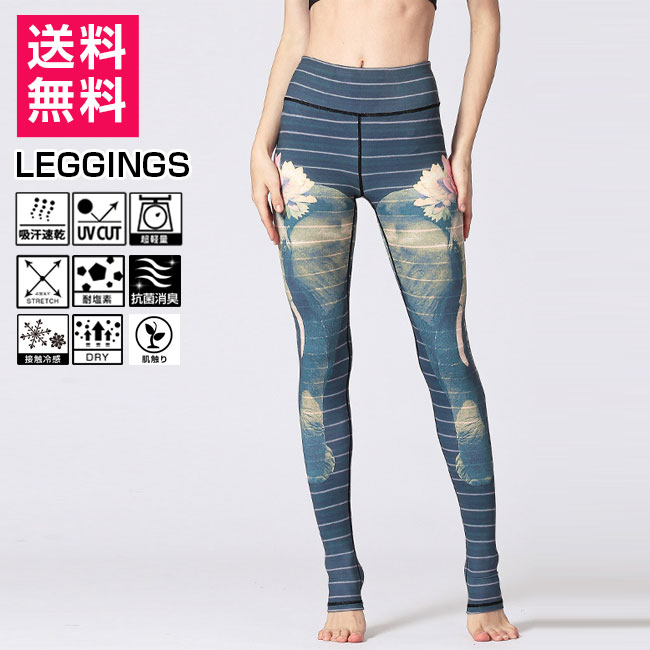 送料
無料
LEGGINGS
吸汗速乾
UV CUT
超軽量
STRETCH
耐塩素
抗菌消臭
接触冷感
DRY
肌触り